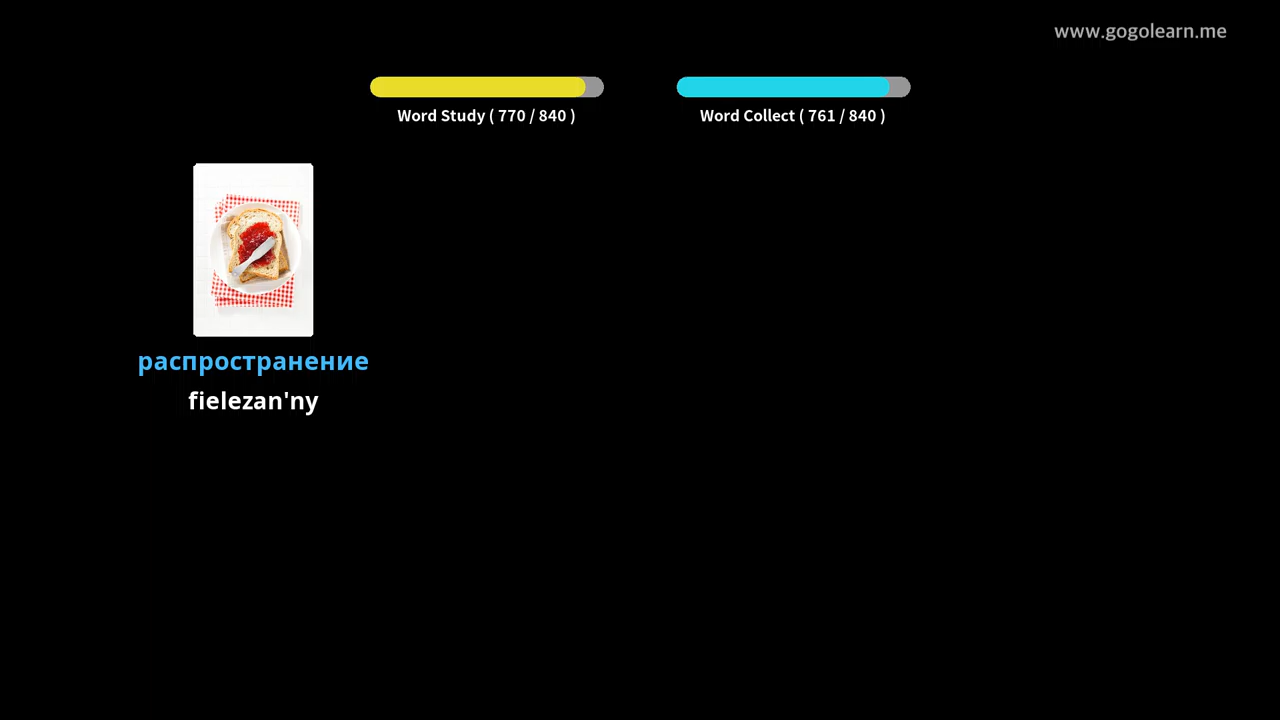 www.gogolearn.me
Word Study ( 770 / 840 )
Word Collect ( 761 / 840 )
распространение
fielezan'ny